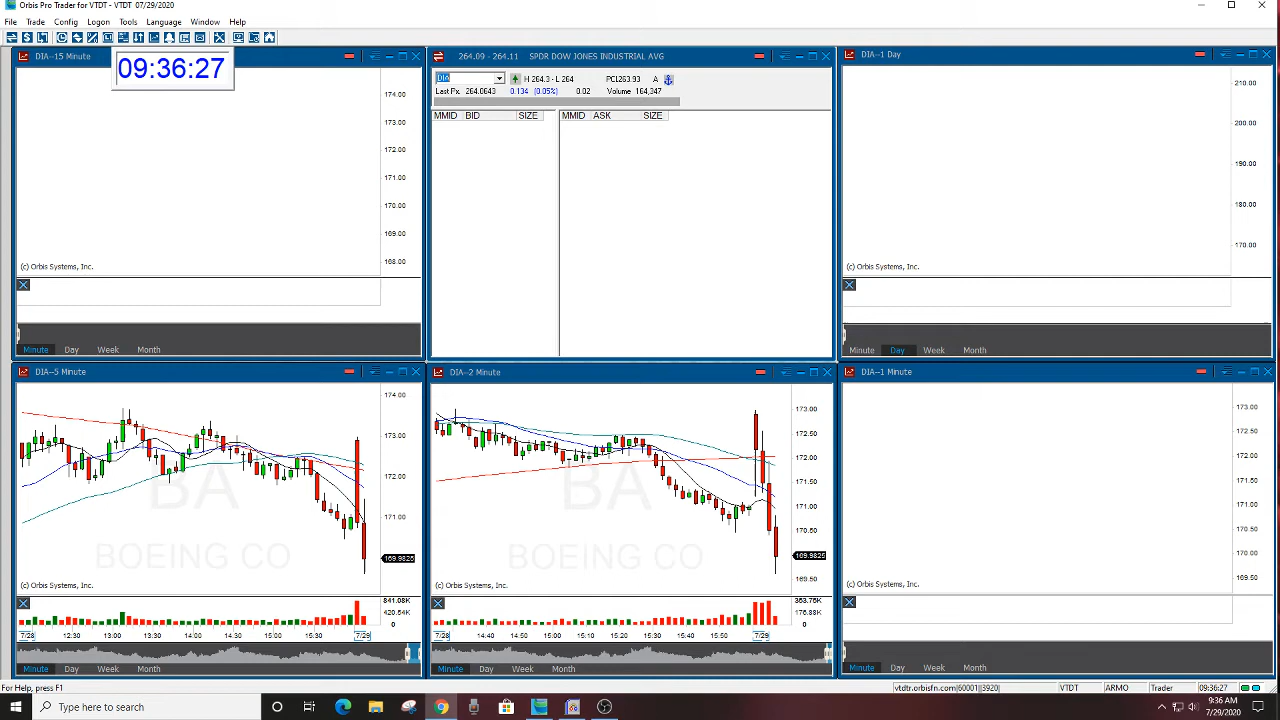 Orbis Pro Trader for VTDT - VTDT 07/29/2020
File Trade Config Logon Tools Language Window Help
09:36:27
DIA--15 Minute
174.00
173.00
172.00
171.00
170.00
169.00
168.00
(c) Orbis Systems, Inc.
Minute Day Week Month
264.09 - 264.11 SPDR DOW JONES INDUSTRIAL AVG
DIA H 264.3 - L 264 PCL263.93 A
Last Px. 264.0643 0.134 (0.05%) 0.02 Volume 164,347
MMID BID SIZE MMID ASK SIZE
DIA--1 Day
210.00
200.00
190.00
180.00
170.00
(c) Orbis Systems, Inc.
Minute Day Week Month
DIA--5 Minute
174.00
173.00
172.00
171.00
169.9825
BA
BOEING CO
(c) Orbis Systems, Inc.
841.08K
420.54K
0
7/28 12:30 13:00 13:30 14:00 14:30 15:00 15:30 7/29
Minute Day Week Month
DIA--2 Minute
173.00
172.50
172.00
171.50
171.00
170.50
169.9825
169.50
BA
BOEING CO
(c) Orbis Systems, Inc.
0
7/28 14:40 14:50 15:00 15:10 15:20 15:30 15:40 15:50 7/29
Minute Day Week Month
DIA--1 Minute
173.00
172.50
172.00
171.50
171.00
170.50
170.00
169.50
(c) Orbis Systems, Inc.
Minute Day Week Month
For Help, press F1
vtdtr.orbisfn.com|60001||3920| VTDT ARMO Trader 09:36:27
Type here to search
9:36 AM
7/29/2020